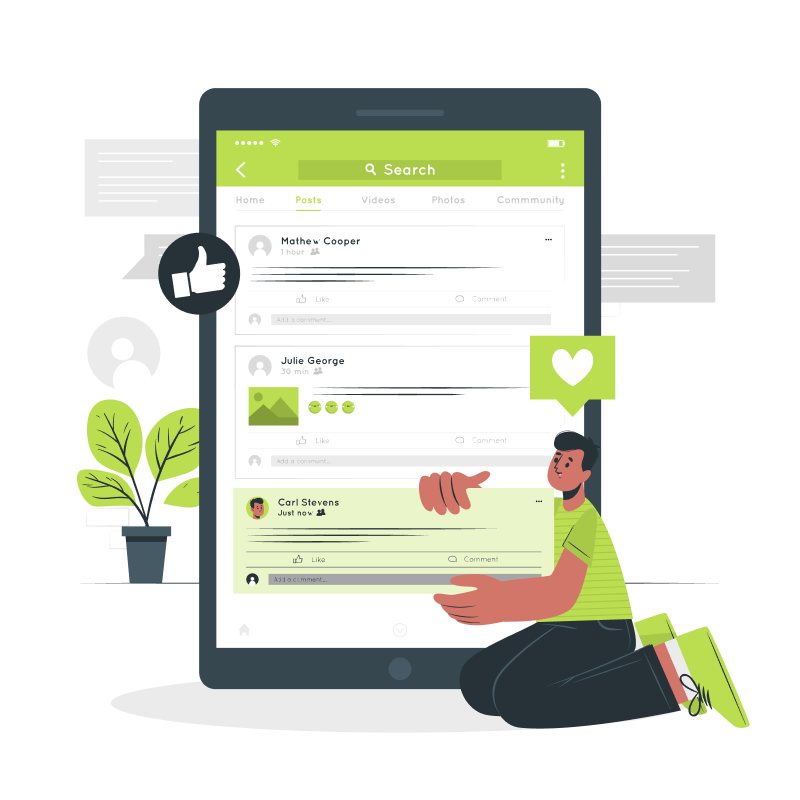 Search
Home Posts Videos Photos Commmunity
Mathew Cooper
1 hour
Like Comment
Add a comment...
Julie George
30 min
Like Comment
Add a comment...
Carl Stevens
Just now
Like Comment
Add a comment...